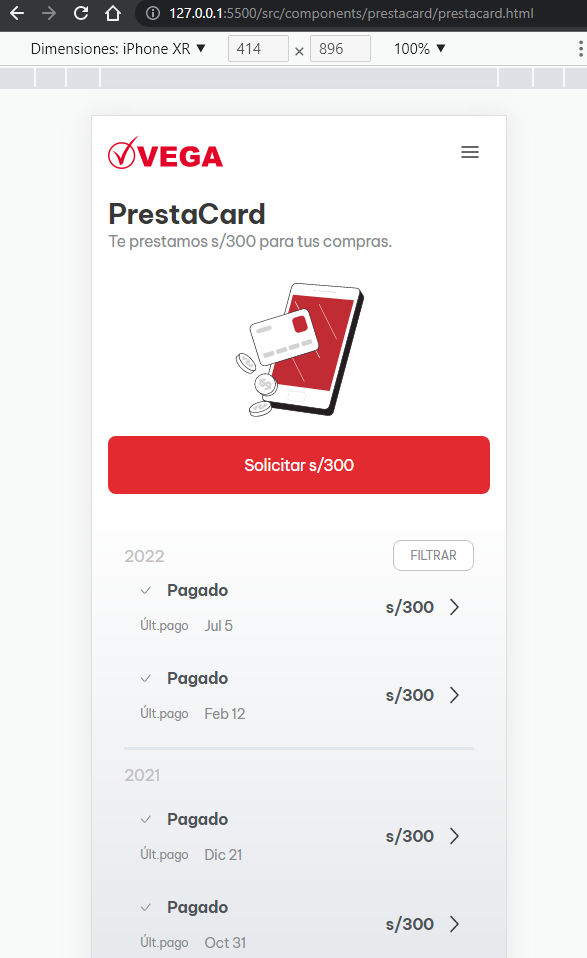 127.0.0.1:5500/src/components/prestacard/prestacard.html
Dimensiones: iPhone XR ▼ 414 × 896 100% ▼
VEGA
PrestaCard
Te prestamos s/300 para tus compras.
Solicitar s/300
2022 FILTRAR
Pagado
s/300
Últ.pago Jul 5
Pagado
s/300
Últ.pago Feb 12
2021
Pagado
s/300
Últ.pago Dic 21
Pagado
s/300
Últ.pago Oct 31